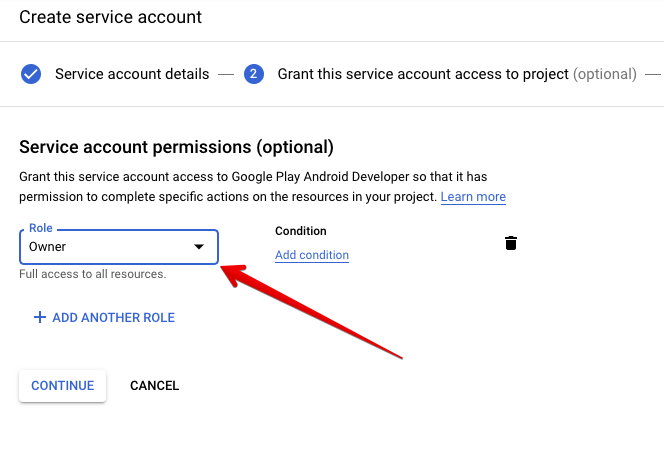 Create service account
Service account details — 2 Grant this service account access to project (optional) —
Service account permissions (optional)
Grant this service account access to Google Play Android Developer so that it has
permission to complete specific actions on the resources in your project. Learn more
Role
Condition
Owner
Add condition
Full access to all resources.
+ ADD ANOTHER ROLE
CONTINUE CANCEL